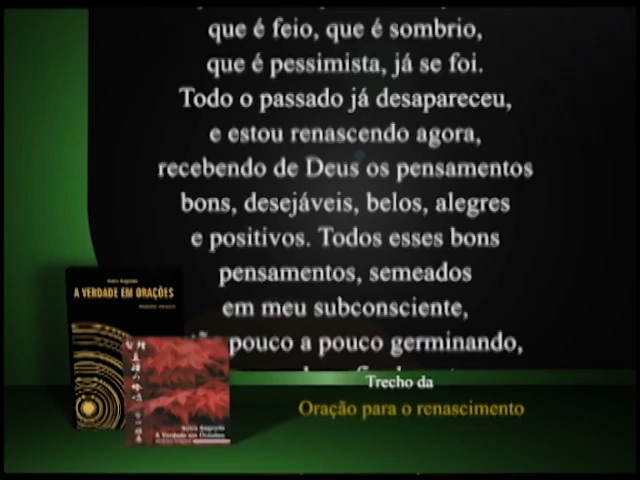 que é feio, que é sombrio,
que é pessimista, já se foi.
Todo o passado já desapareceu,
e estou renascendo agora,
recebendo de Deus os pensamentos
bons, desejáveis, belos, alegres
e positivos. Todos esses bons
pensamentos, semeados
em meu subconsciente,
pouco a pouco germinando,
Trecho da
Oração para o renascimento
A VERDADE EM ORAÇÕES
A Verdade em Orações